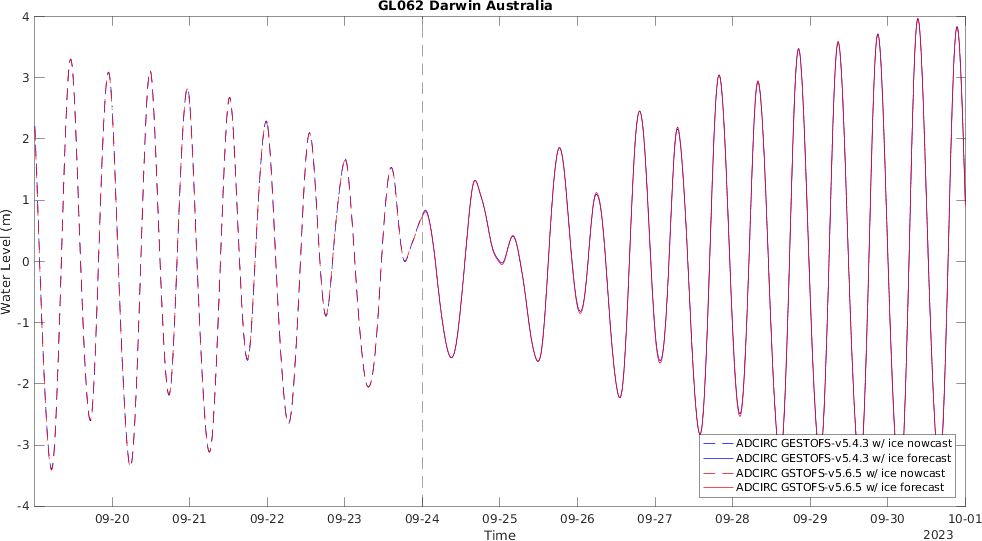 GL062 Darwin Australia
4
3
2
1
0
-1
-2
-3
-4
Water Level (m)
ADCIRC GESTOFS-v5.4.3 w/ ice nowcast
ADCIRC GESTOFS-v5.4.3 w/ ice forecast
ADCIRC GSTOFS-v5.6.5 w/ ice nowcast
ADCIRC GSTOFS-v5.6.5 w/ ice forecast
09-20 09-21 09-22 09-23 09-24 09-25 09-26 09-27 09-28 09-29 09-30 10-01
Time 2023